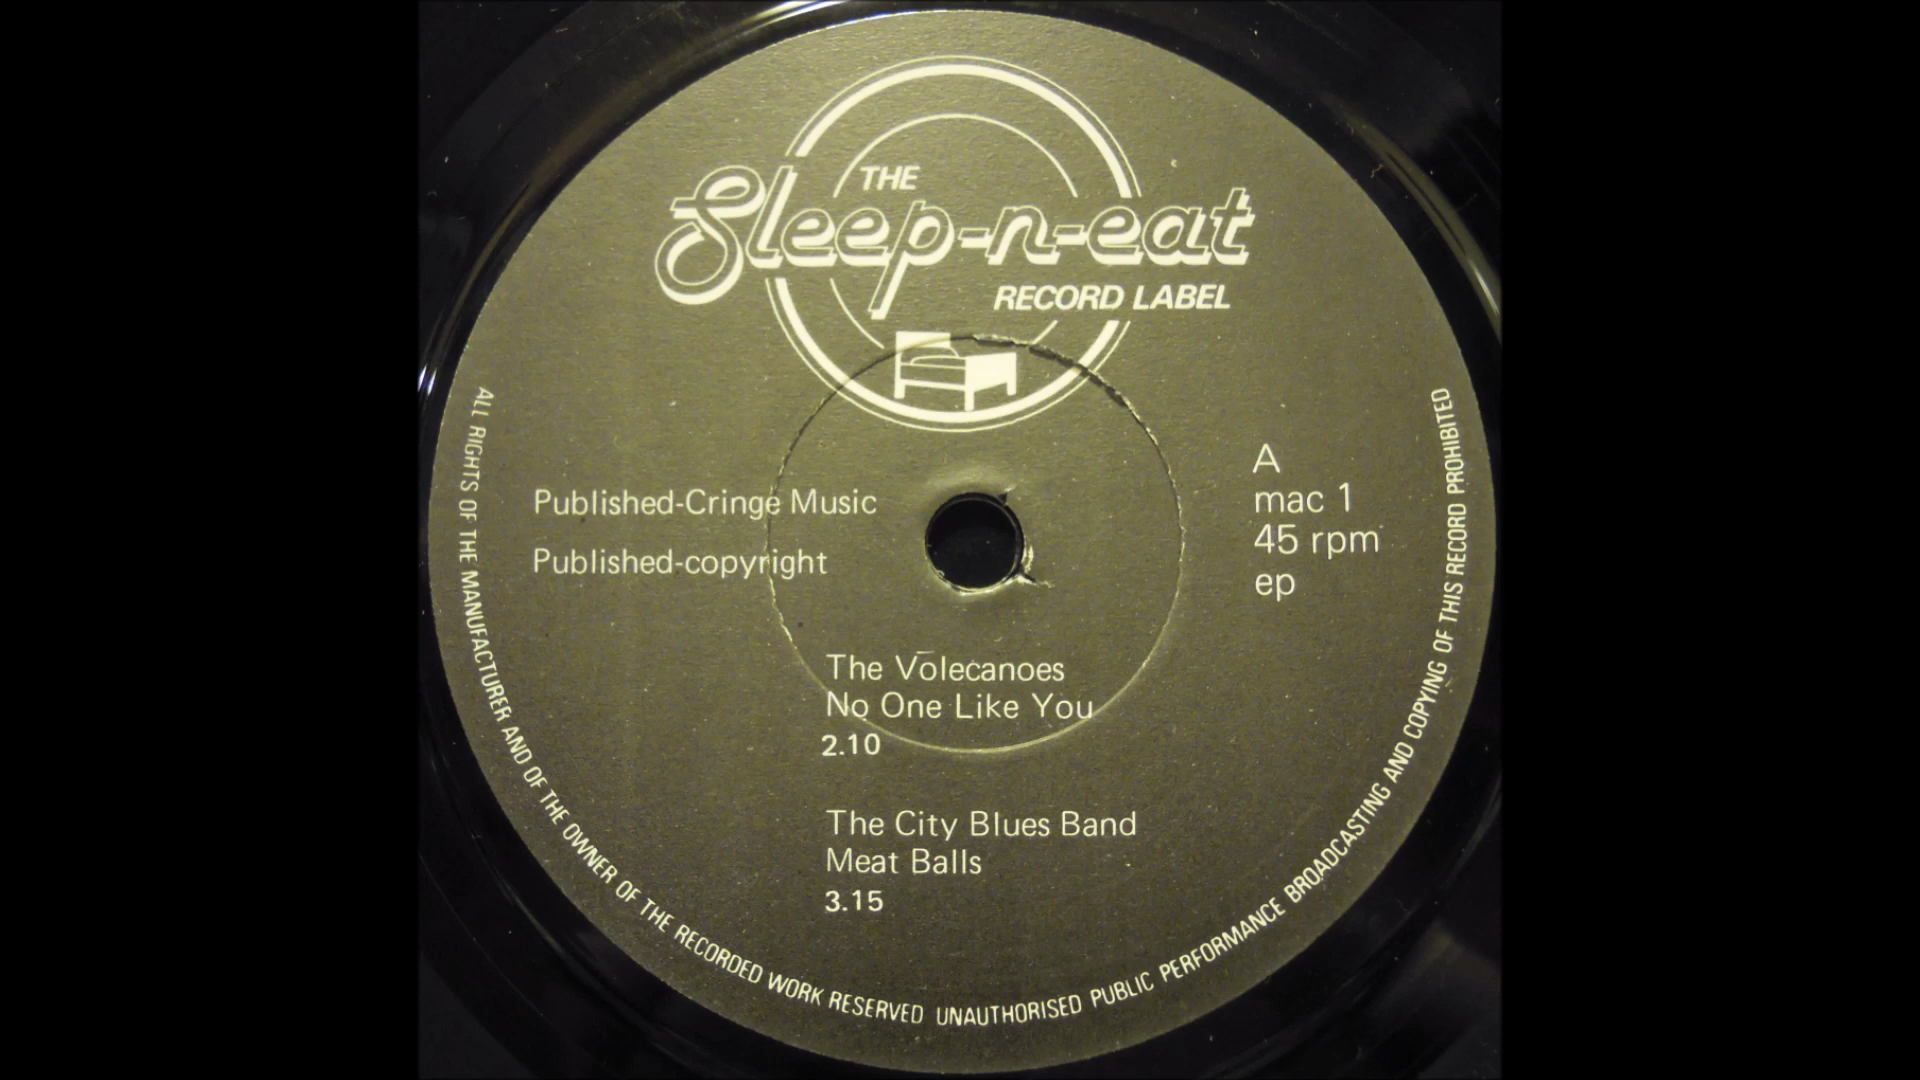 THE
Sleep-n-eat
RECORD LABEL
Published-Cringe Music
Published-copyright
A
mac 1
45 rpm
ep
The Volecanoes
No One Like You
2.10
The City Blues Band
Meat Balls
3.15
ALL RIGHTS OF THE MANUFACTURER AND OF THE OWNER OF THE RECORDED WORK RESERVED UNAUTHORISED PUBLIC PERFORMANCE BROADCASTING AND COPYING OF THIS RECORD PROHIBITED